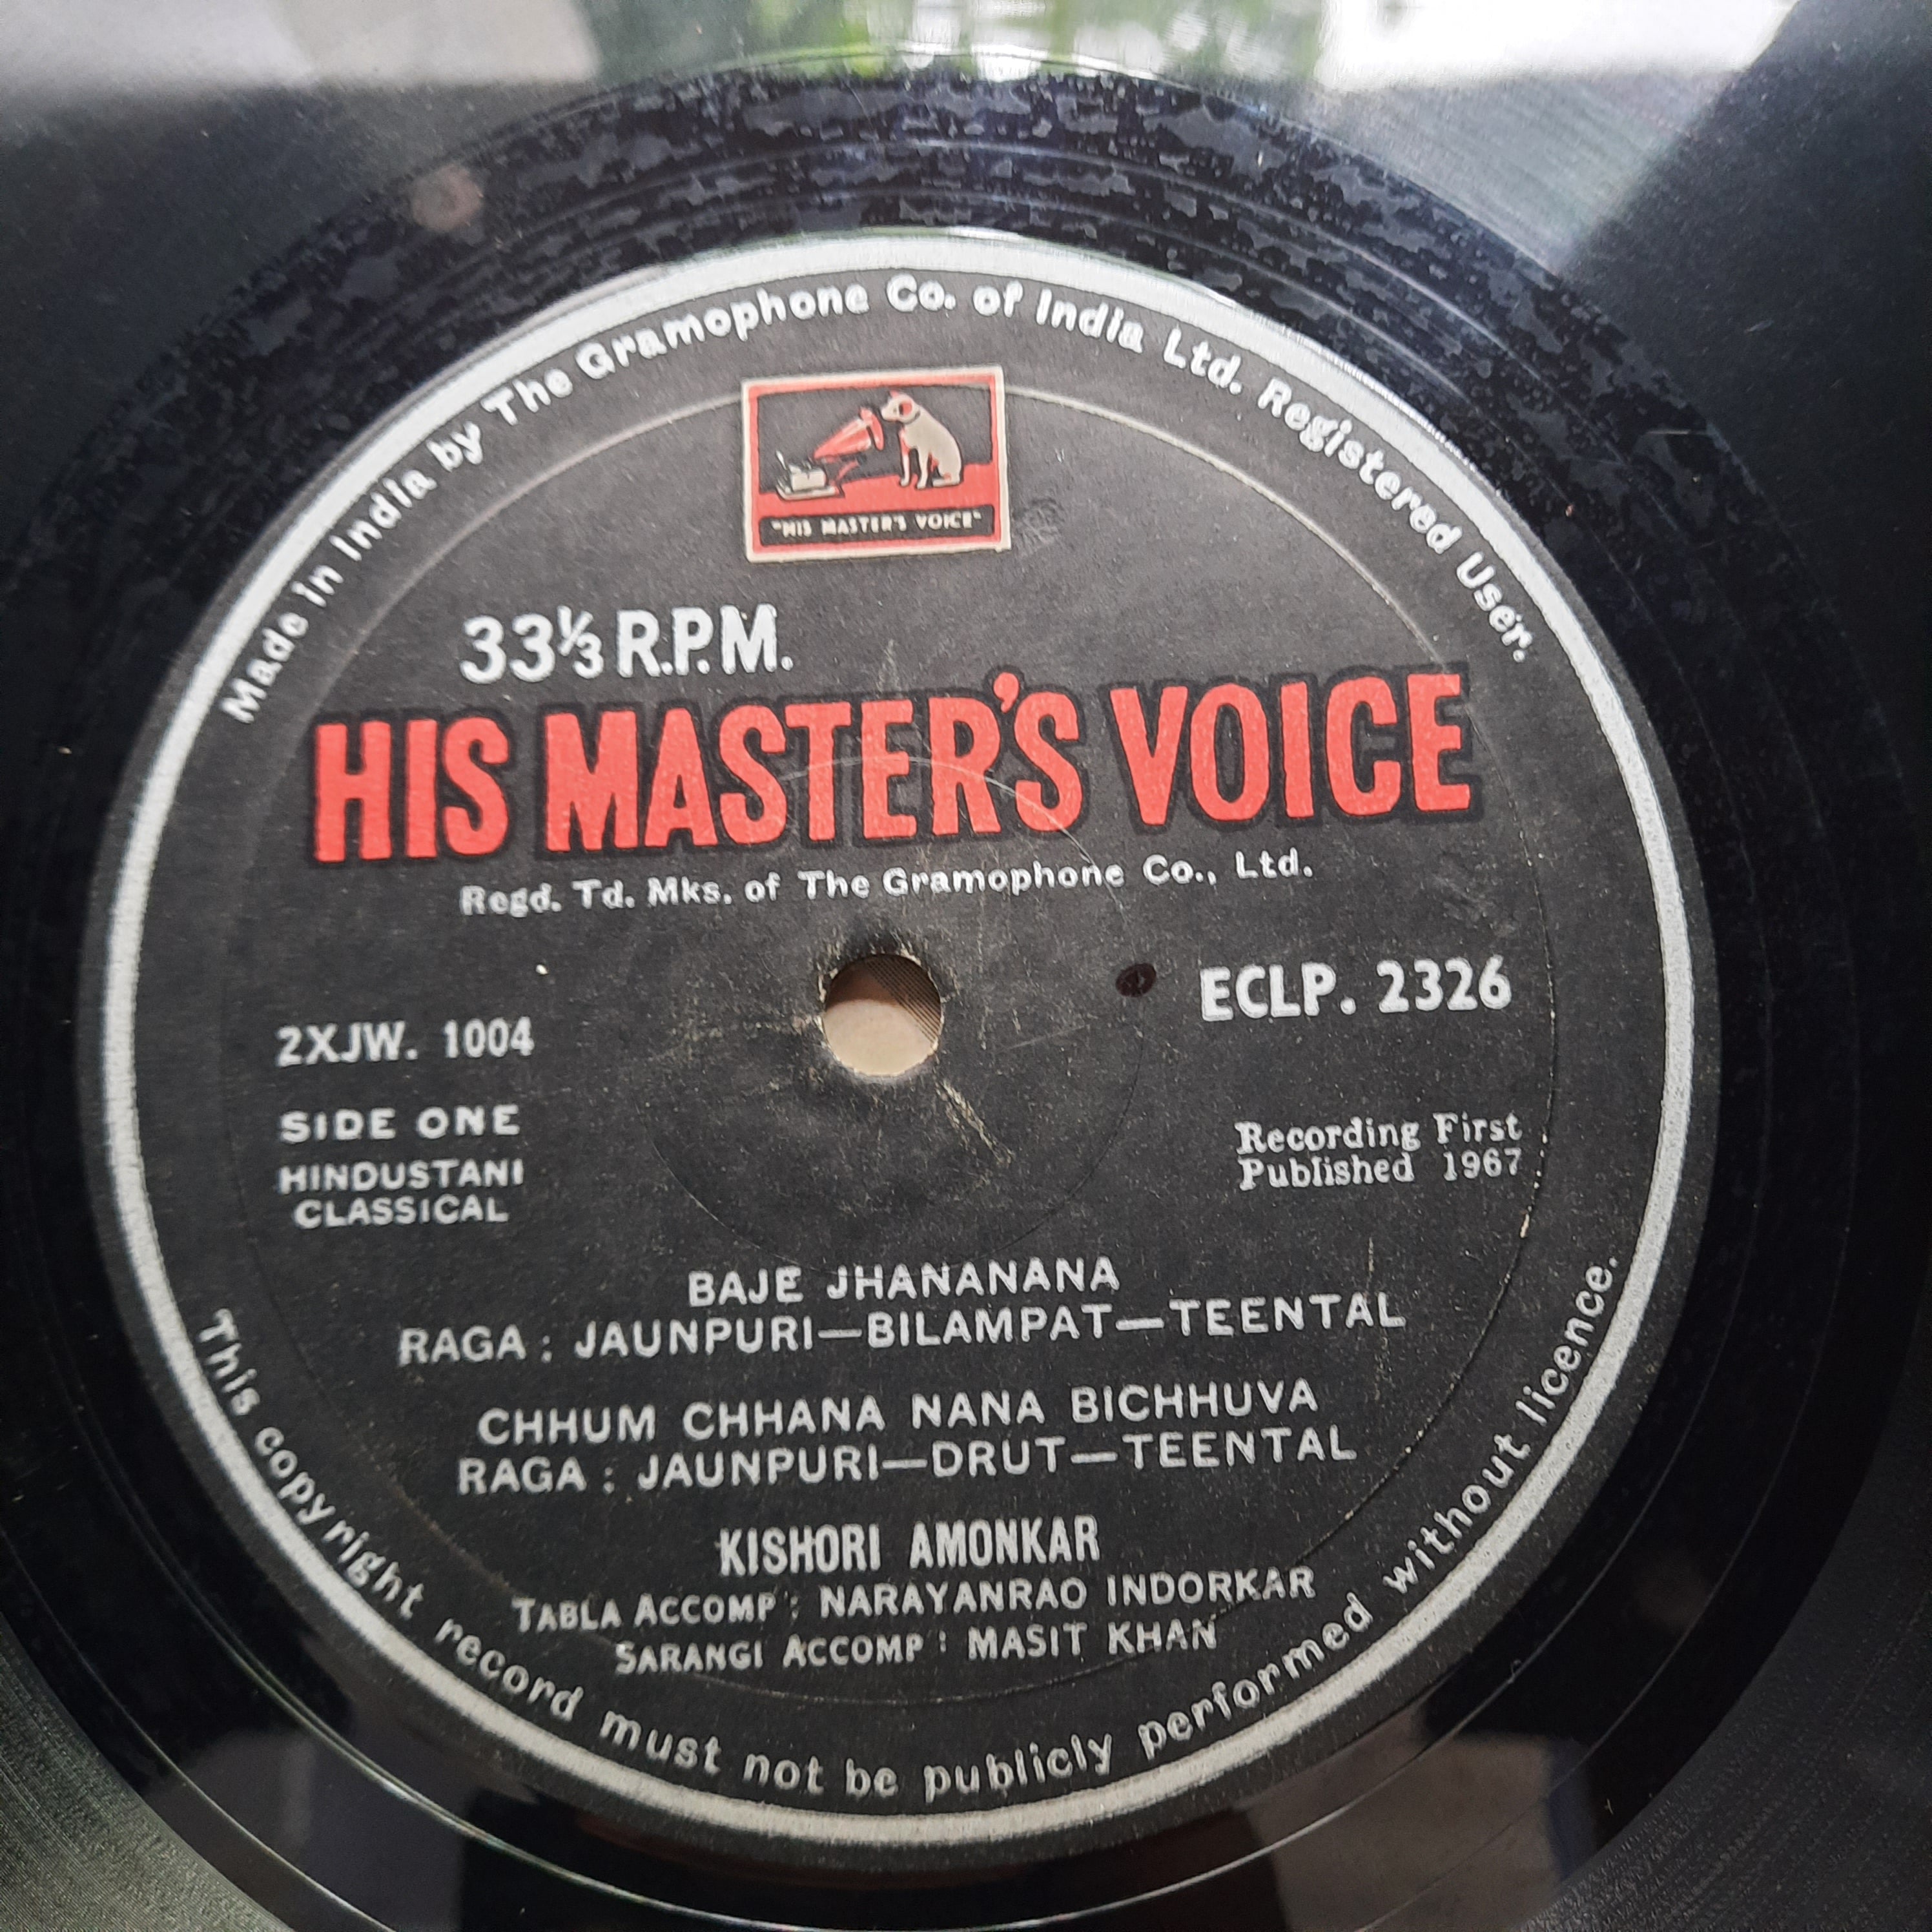 Made in India by The Gramophone Co. of India Ltd. Registered User.
"HIS MASTER'S VOICE"
33⅓ R.P.M.
HIS MASTER'S VOICE
Regd. Td. Mks. of The Gramophone Co., Ltd.
ECLP. 2326
2XJW. 1004
SIDE ONE
HINDUSTANI
CLASSICAL
Recording First
Published 1967
BAJE JHANANANA
RAGA : JAUNPURI—BILAMPAT—TEENTAL
CHHUM CHHANA NANA BICHHUVA
RAGA : JAUNPURI—DRUT—TEENTAL
KISHORI AMONKAR
TABLA ACCOMP : NARAYANRAO INDORKAR
SARANGI ACCOMP : MASIT KHAN
This copyright record must not be publicly performed without licence.